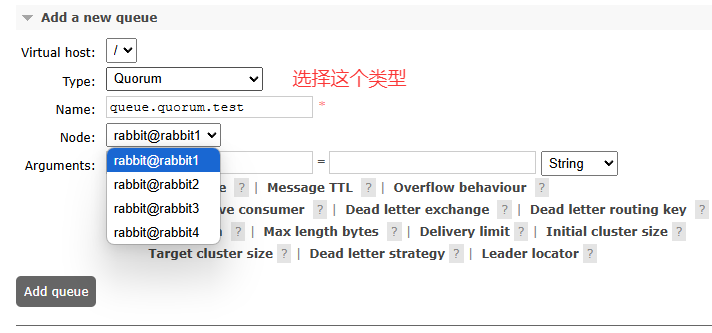 Add a new queue
Virtual host: /
Type: Quorum 选择这个类型
Name: queue.quorum.test *
Node: rabbit@rabbit1
Arguments: = String
rabbit@rabbit1
rabbit@rabbit2
rabbit@rabbit3
rabbit@rabbit4
? | Message TTL ? | Overflow behaviour ?
consumer ? | Dead letter exchange ? | Dead letter routing key ? |
? | Max length bytes ? | Delivery limit ? | Initial cluster size ?
Target cluster size ? | Dead letter strategy ? | Leader locator ?
Add queue